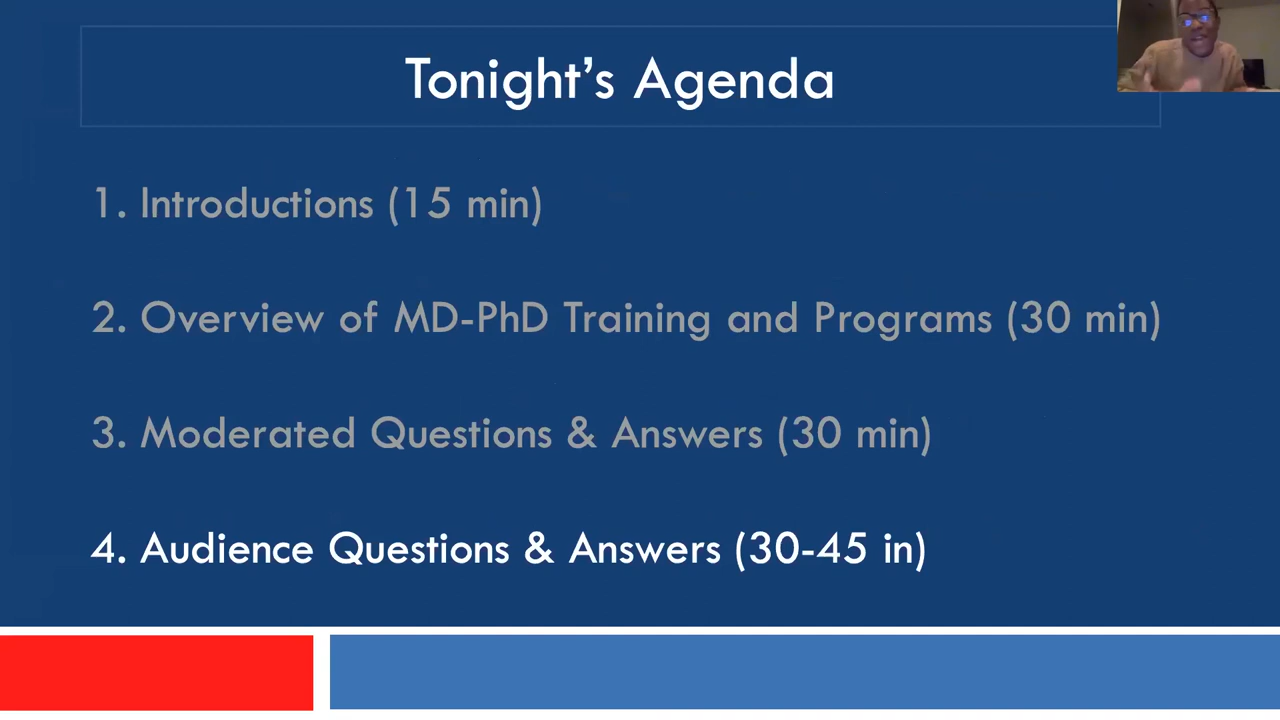 Tonight’s Agenda
1. Introductions (15 min)
2. Overview of MD-PhD Training and Programs (30 min)
3. Moderated Questions & Answers (30 min)
4. Audience Questions & Answers (30-45 in)